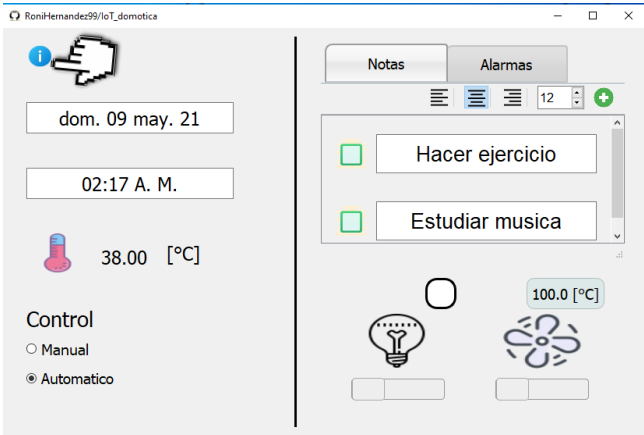 RoniHernandez99/IoT_domotica
i
dom. 09 may. 21
02:17 A. M.
38.00 [°C]
Control
Manual
Automatico
Notas Alarmas
12
Hacer ejercicio
Estudiar musica
100.0 [°C]